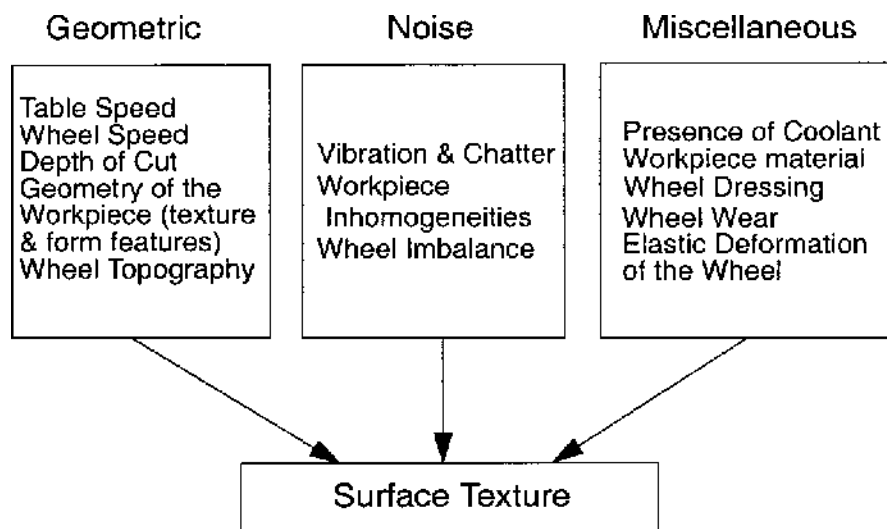 Geometric
Table Speed
Wheel Speed
Depth of Cut
Geometry of the
Workpiece (texture
& form features)
Wheel Topography
Noise
Vibration & Chatter
Workpiece
Inhomogeneities
Wheel Imbalance
Miscellaneous
Presence of Coolant
Workpiece material
Wheel Dressing
Wheel Wear
Elastic Deformation
of the Wheel
Surface Texture